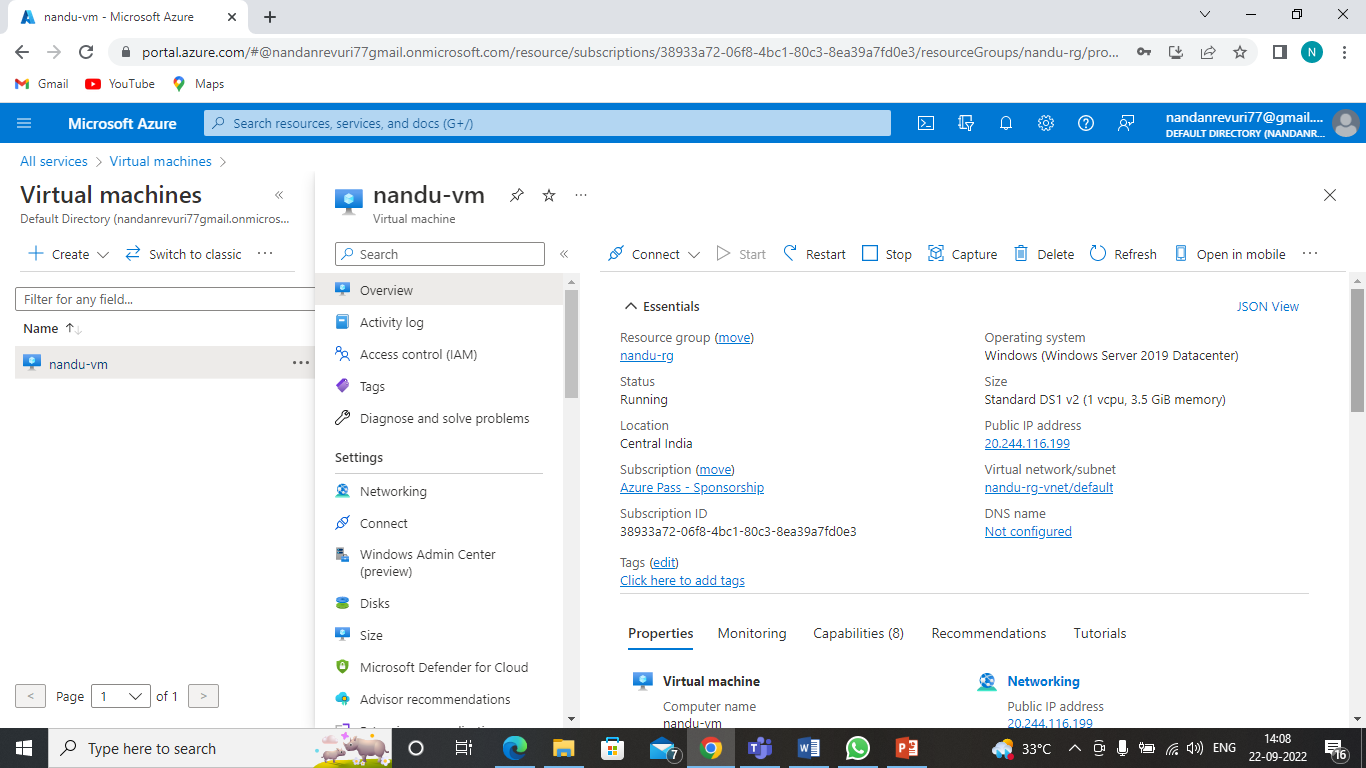 nandu-vm - Microsoft Azure
portal.azure.com/#@nandanrevuri77gmail.onmicrosoft.com/resource/subscriptions/38933a72-06f8-4bc1-80c3-8ea39a7fd0e3/resourceGroups/nandu-rg/pro...
N
Gmail YouTube Maps
Microsoft Azure
Search resources, services, and docs (G+/)
nandanrevuri77@gmail....
DEFAULT DIRECTORY (NANDANR...
All services > Virtual machines >
Virtual machines
Default Directory (nandanrevuri77gmail.onmicros...
Create
Switch to classic
Filter for any field...
Name
nandu-vm
< Page 1 of 1 >
nandu-vm
Virtual machine
Search
Overview
Activity log
Access control (IAM)
Tags
Diagnose and solve problems
Settings
Networking
Connect
Windows Admin Center
(preview)
Disks
Size
Microsoft Defender for Cloud
Advisor recommendations
Connect Start Restart Stop Capture Delete Refresh Open in mobile
Essentials
JSON View
Resource group (move)
nandu-rg
Status
Running
Location
Central India
Subscription (move)
Azure Pass - Sponsorship
Subscription ID
38933a72-06f8-4bc1-80c3-8ea39a7fd0e3
Tags (edit)
Click here to add tags
Operating system
Windows (Windows Server 2019 Datacenter)
Size
Standard DS1 v2 (1 vcpu, 3.5 GiB memory)
Public IP address
20.244.116.199
Virtual network/subnet
nandu-rg-vnet/default
DNS name
Not configured
Properties Monitoring Capabilities (8) Recommendations Tutorials
Virtual machine
Computer name
nandu-vm
Networking
Public IP address
20.244.116.199
Type here to search
7
33°C
ENG
14:08
22-09-2022
16